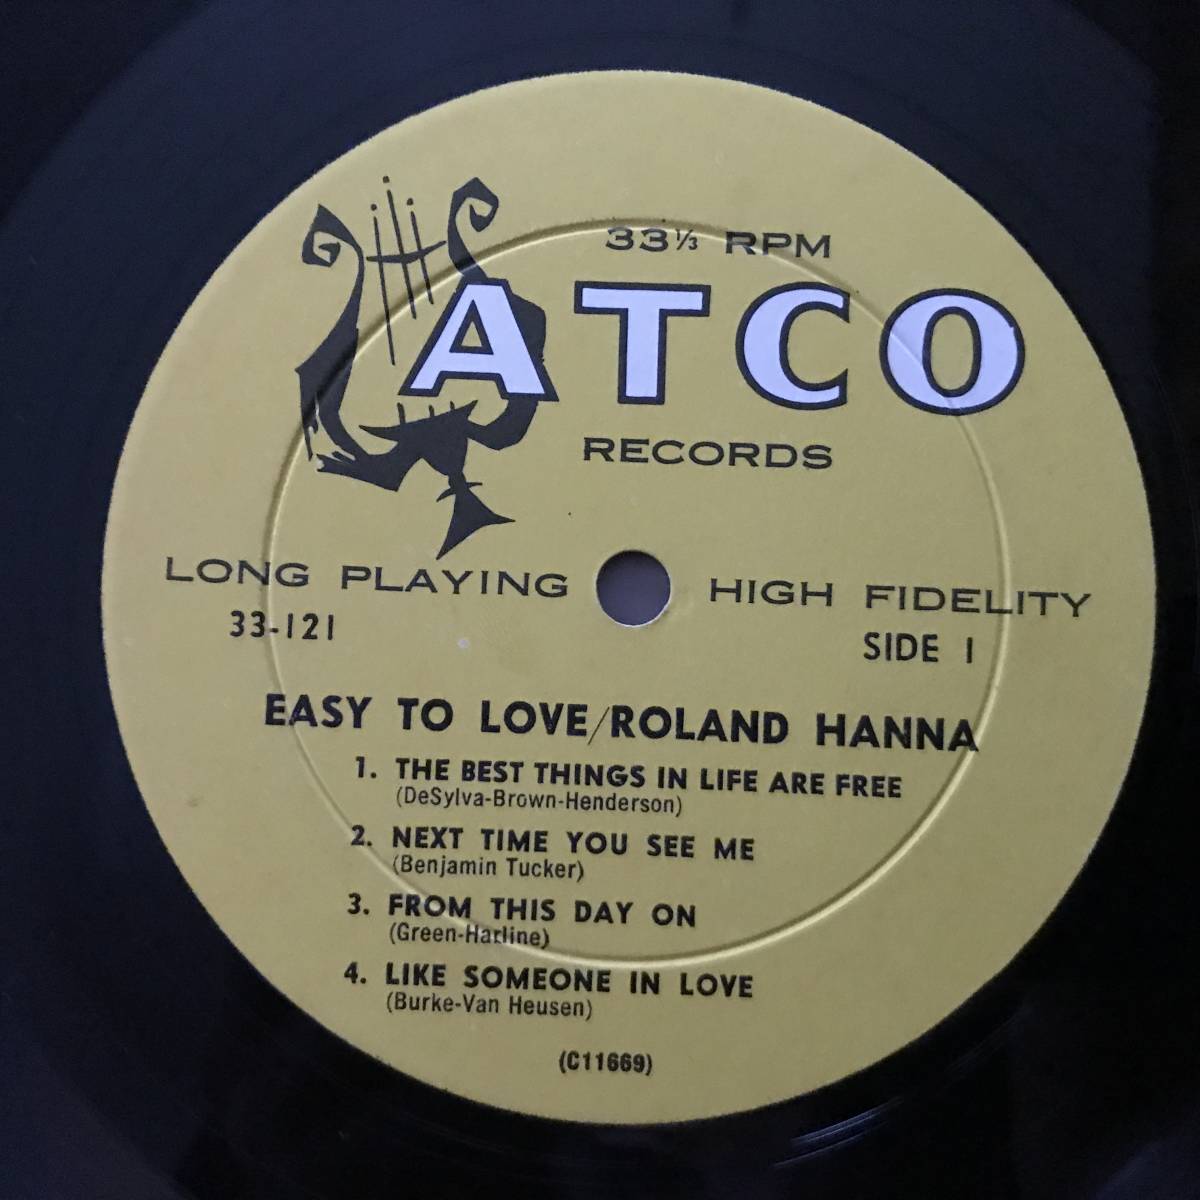 33⅓ RPM
ATCO
RECORDS
LONG PLAYING HIGH FIDELITY
33-121 SIDE 1
EASY TO LOVE/ROLAND HANNA
1. THE BEST THINGS IN LIFE ARE FREE
(DeSylva-Brown-Henderson)
2. NEXT TIME YOU SEE ME
(Benjamin Tucker)
3. FROM THIS DAY ON
(Green-Harline)
4. LIKE SOMEONE IN LOVE
(Burke-Van Heusen)
(C11669)